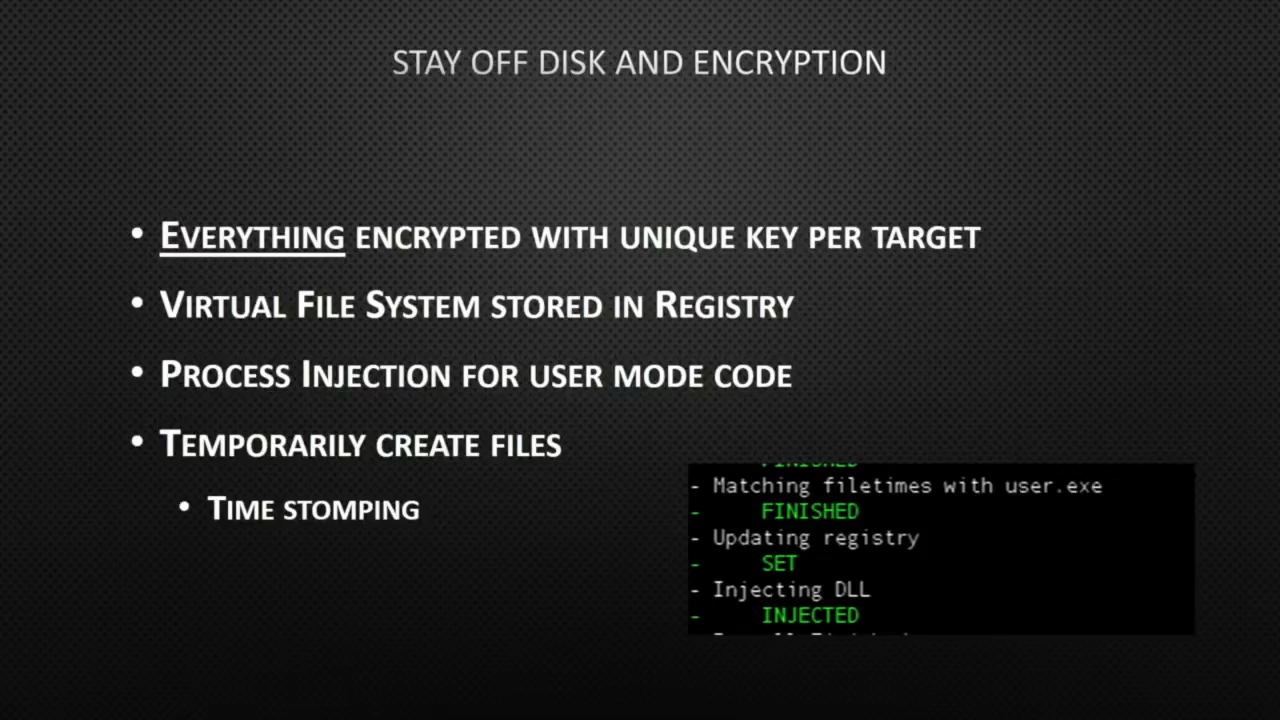 STAY OFF DISK AND ENCRYPTION
• EVERYTHING ENCRYPTED WITH UNIQUE KEY PER TARGET
• VIRTUAL FILE SYSTEM STORED IN REGISTRY
• PROCESS INJECTION FOR USER MODE CODE
• TEMPORARILY CREATE FILES
• TIME STOMPING
FINISHED
- Matching filetimes with user.exe
- FINISHED
- Updating registry
- SET
- Injecting DLL
- INJECTED